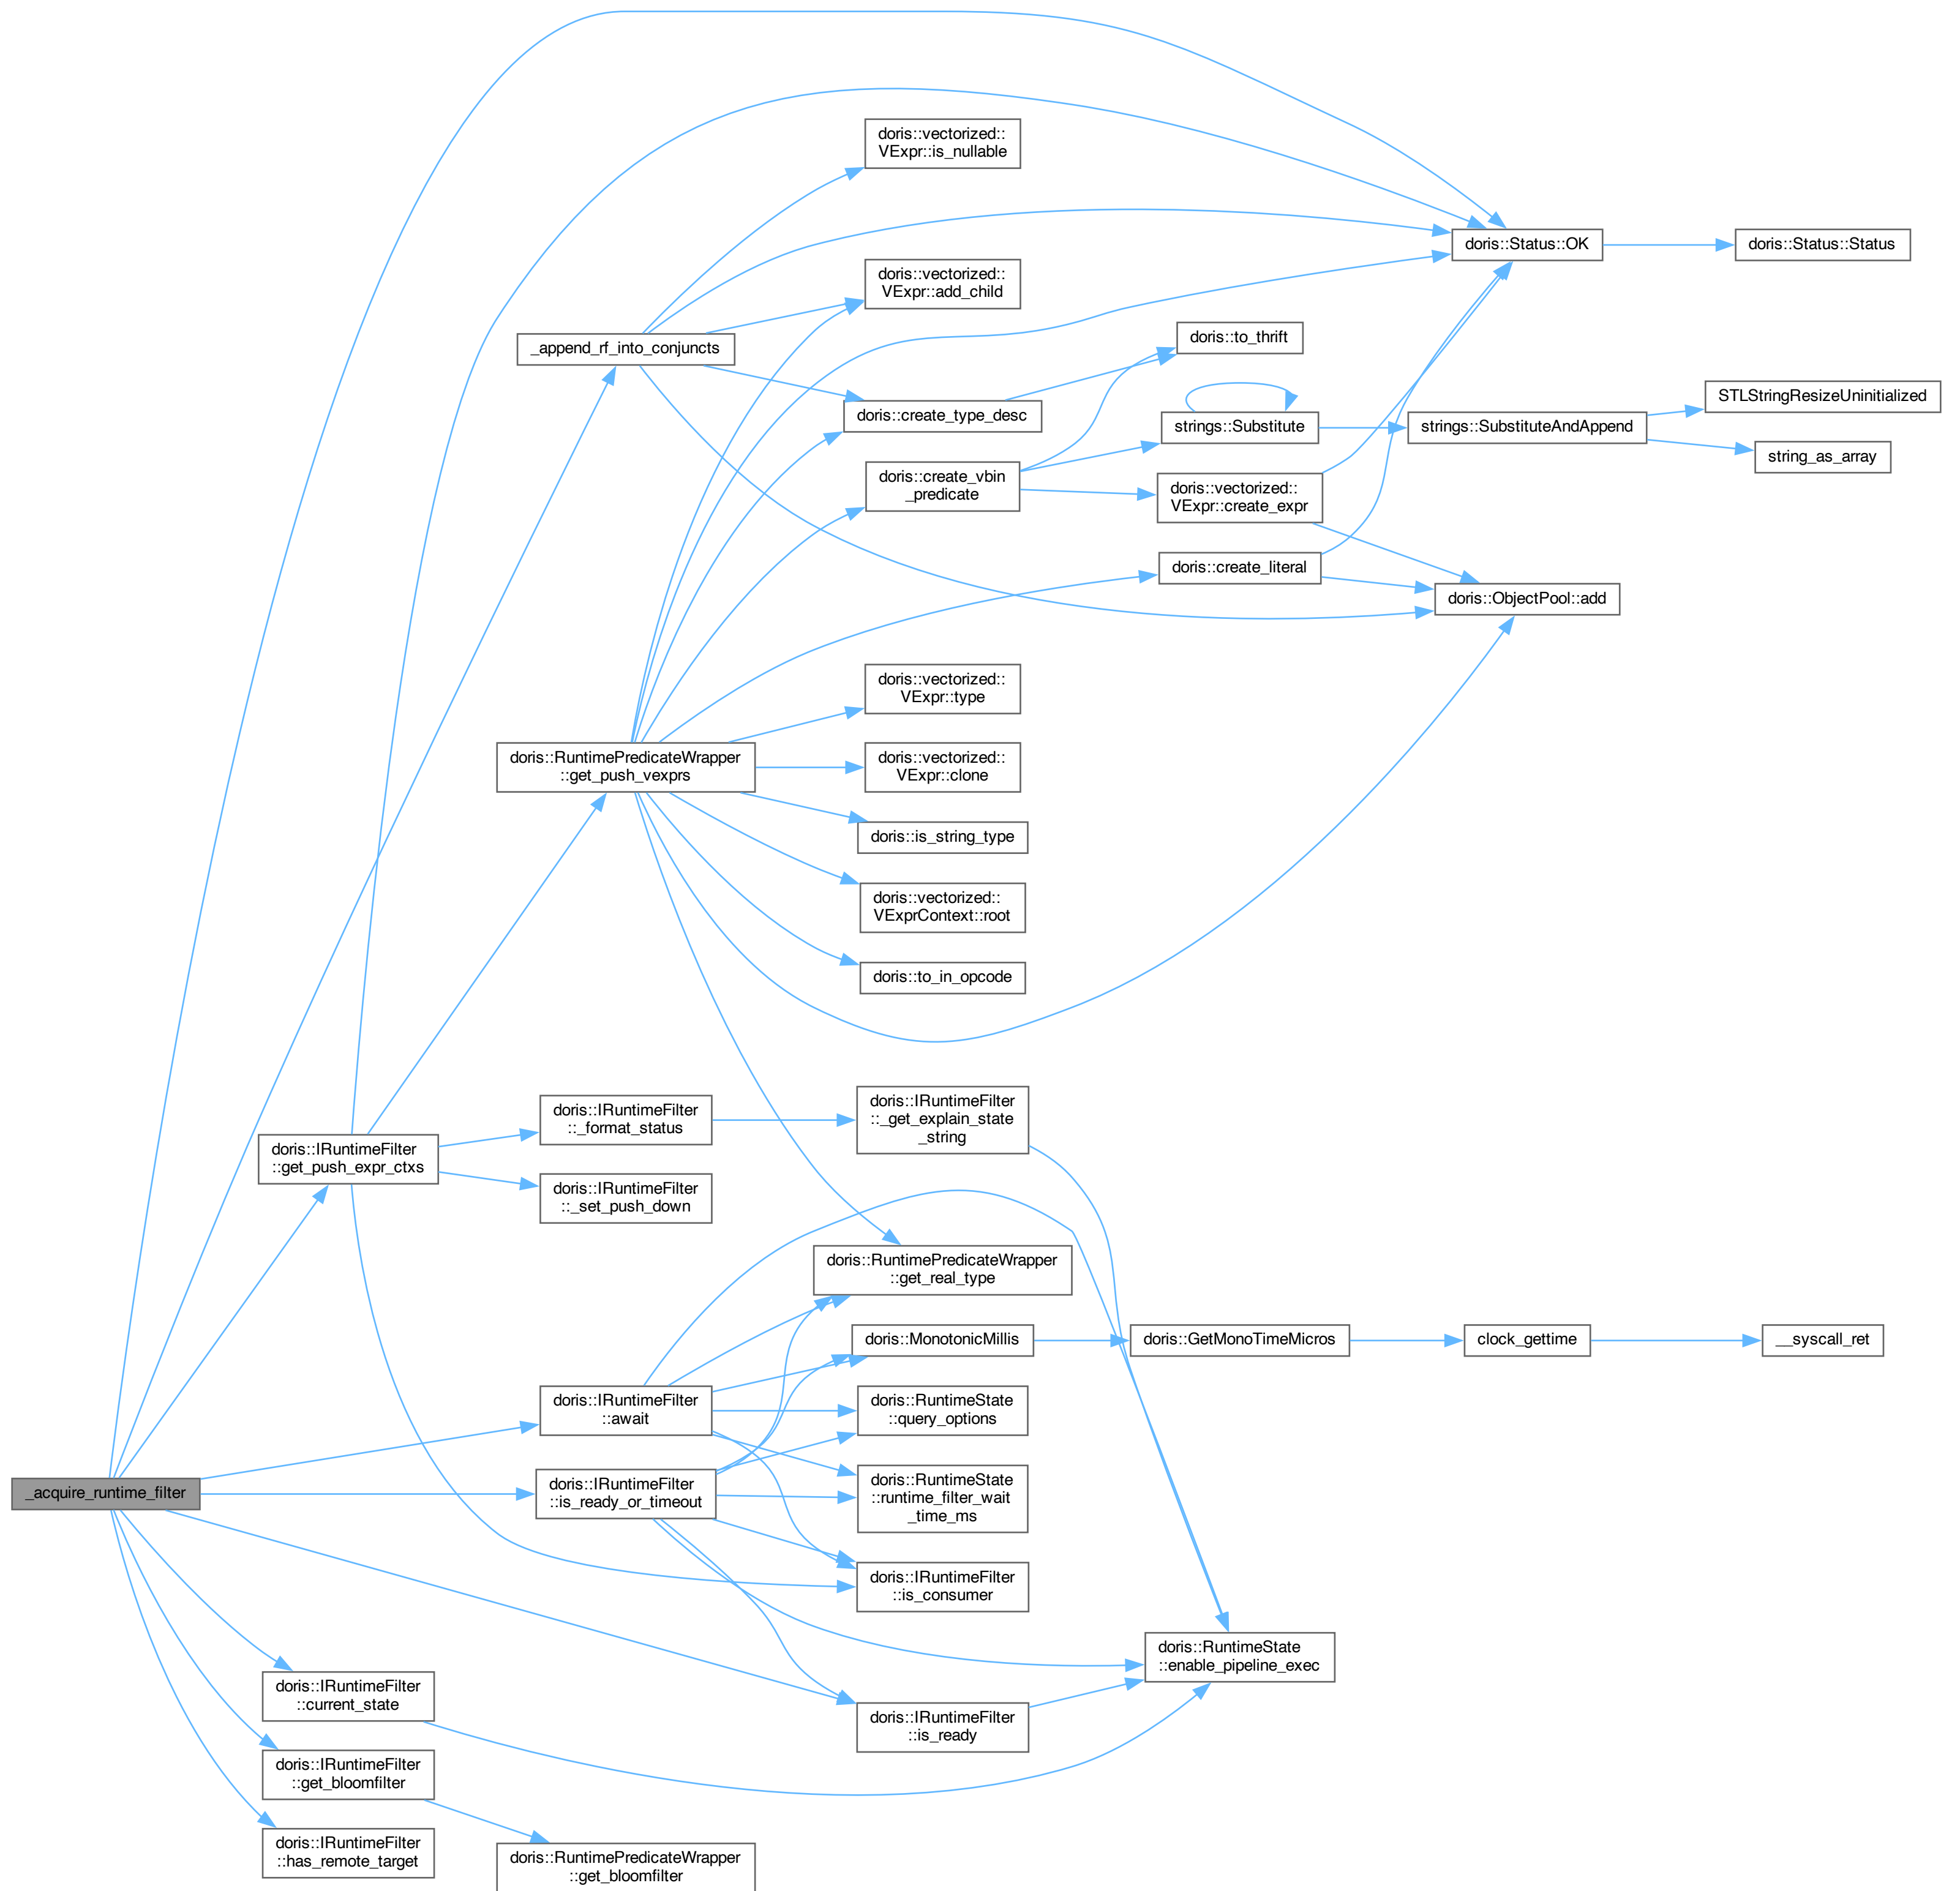 doris::vectorized::
VExpr::is_nullable
doris::Status::OK
doris::Status::Status
doris::vectorized::
VExpr::add_child
_append_rf_into_conjuncts
doris::to_thrift
STLStringResizeUninitialized
doris::create_type_desc
strings::Substitute
strings::SubstituteAndAppend
string_as_array
doris::create_vbin
_predicate
doris::vectorized::
VExpr::create_expr
doris::create_literal
doris::ObjectPool::add
doris::vectorized::
VExpr::type
doris::RuntimePredicateWrapper
::get_push_vexprs
doris::vectorized::
VExpr::clone
doris::is_string_type
doris::vectorized::
VExprContext::root
doris::to_in_opcode
doris::IRuntimeFilter
::_format_status
doris::IRuntimeFilter
::_get_explain_state
_string
doris::IRuntimeFilter
::get_push_expr_ctxs
doris::IRuntimeFilter
::_set_push_down
doris::RuntimePredicateWrapper
::get_real_type
doris::MonotonicMillis
doris::GetMonoTimeMicros
clock_gettime
__syscall_ret
doris::IRuntimeFilter
::await
doris::RuntimeState
::query_options
_acquire_runtime_filter
doris::IRuntimeFilter
::is_ready_or_timeout
doris::RuntimeState
::runtime_filter_wait
_time_ms
doris::IRuntimeFilter
::is_consumer
doris::RuntimeState
::enable_pipeline_exec
doris::IRuntimeFilter
::current_state
doris::IRuntimeFilter
::is_ready
doris::IRuntimeFilter
::get_bloomfilter
doris::IRuntimeFilter
::has_remote_target
doris::RuntimePredicateWrapper
::get_bloomfilter